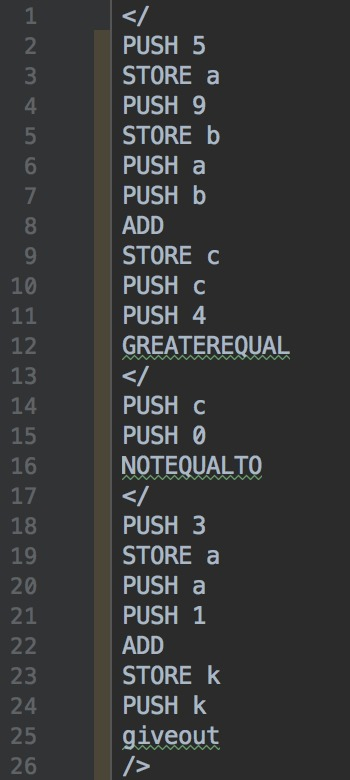 1 </
2 PUSH 5
3 STORE a
4 PUSH 9
5 STORE b
6 PUSH a
7 PUSH b
8 ADD
9 STORE c
10 PUSH c
11 PUSH 4
12 GREATEREQUAL
13 </
14 PUSH c
15 PUSH 0
16 NOTEQUALTO
17 </
18 PUSH 3
19 STORE a
20 PUSH a
21 PUSH 1
22 ADD
23 STORE k
24 PUSH k
25 giveout
26 />